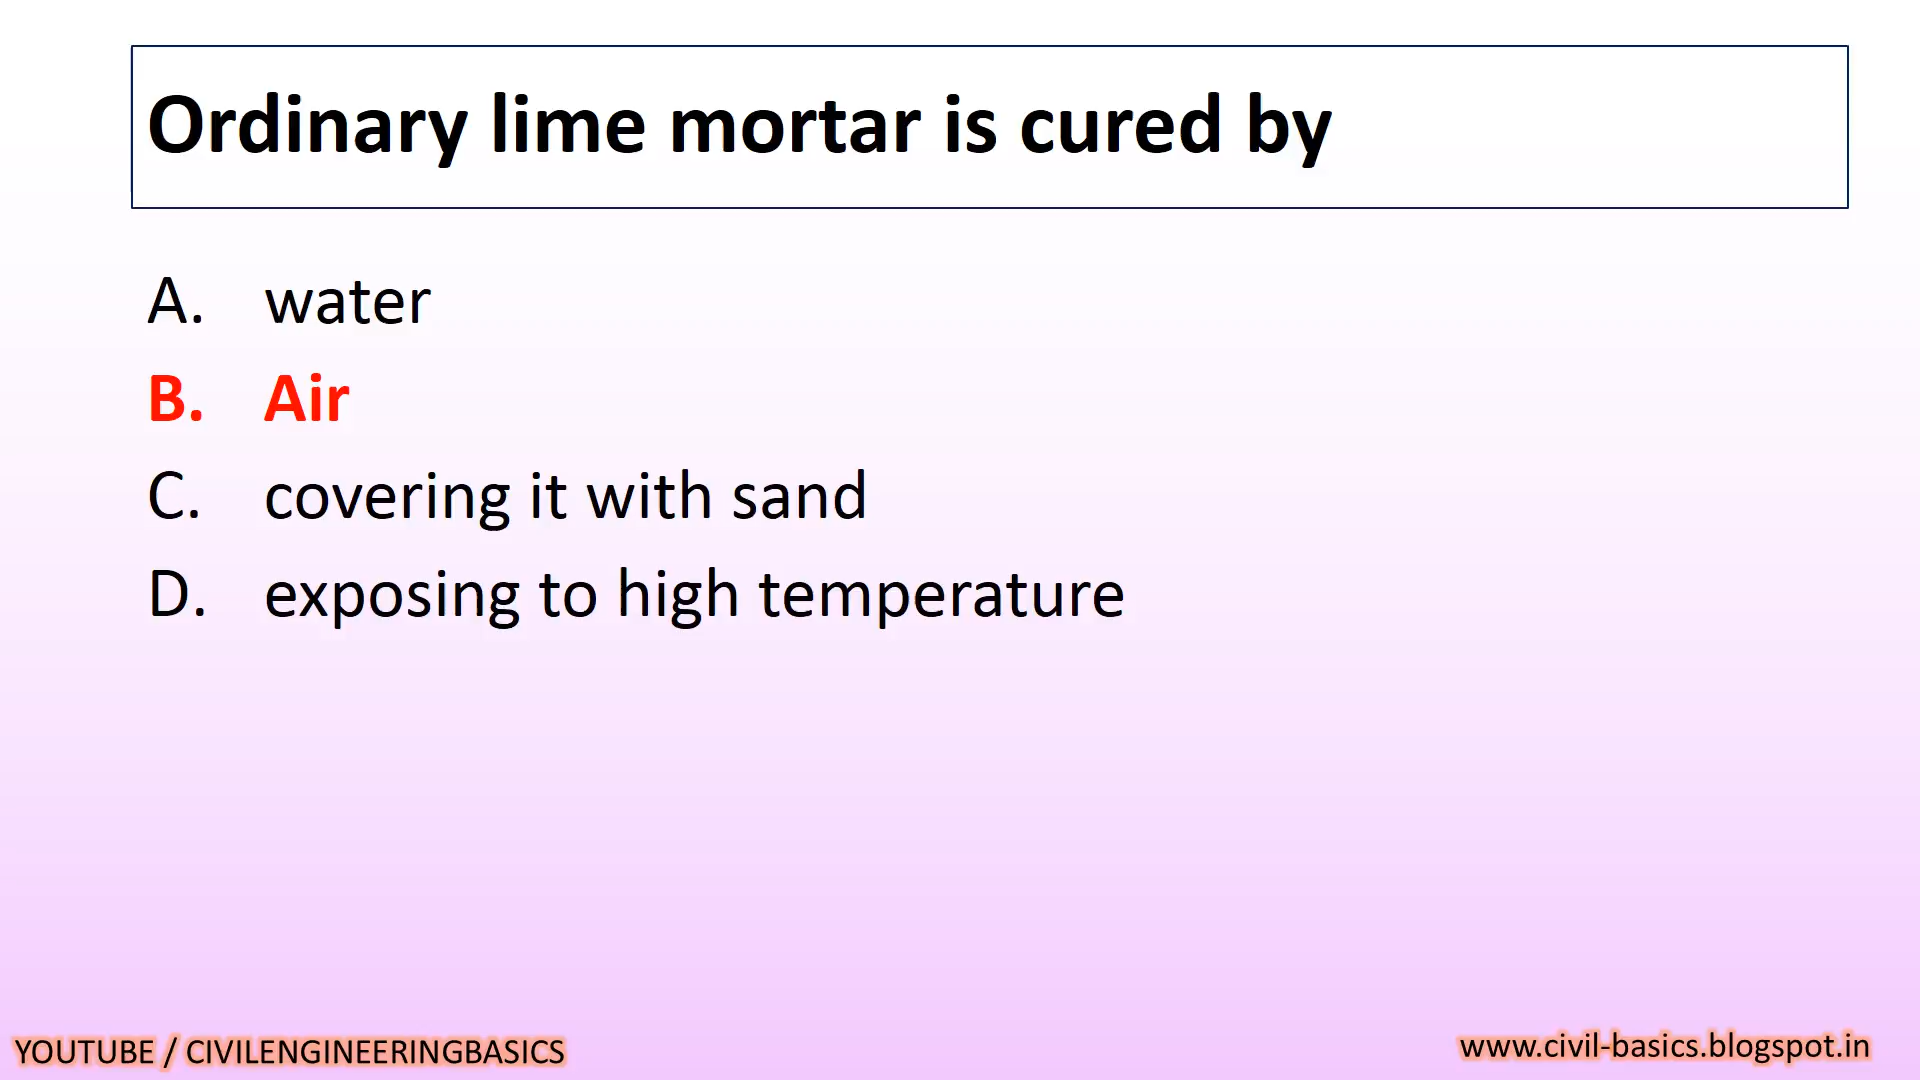 Ordinary lime mortar is cured by
A. water
B. Air
C. covering it with sand
D. exposing to high temperature
YOUTUBE / CIVILENGINEERINGBASICS
www.civil-basics.blogspot.in